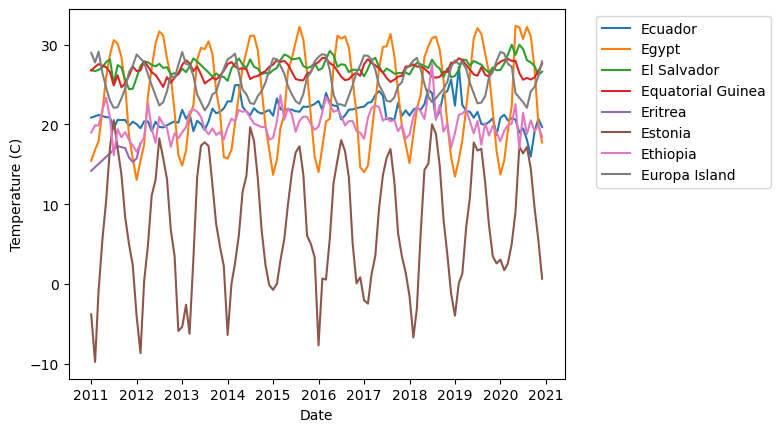 Temperature (C)
30
20
10
0
−10
2011 2012 2013 2014 2015 2016 2017 2018 2019 2020 2021
Date
Ecuador
Egypt
El Salvador
Equatorial Guinea
Eritrea
Estonia
Ethiopia
Europa Island